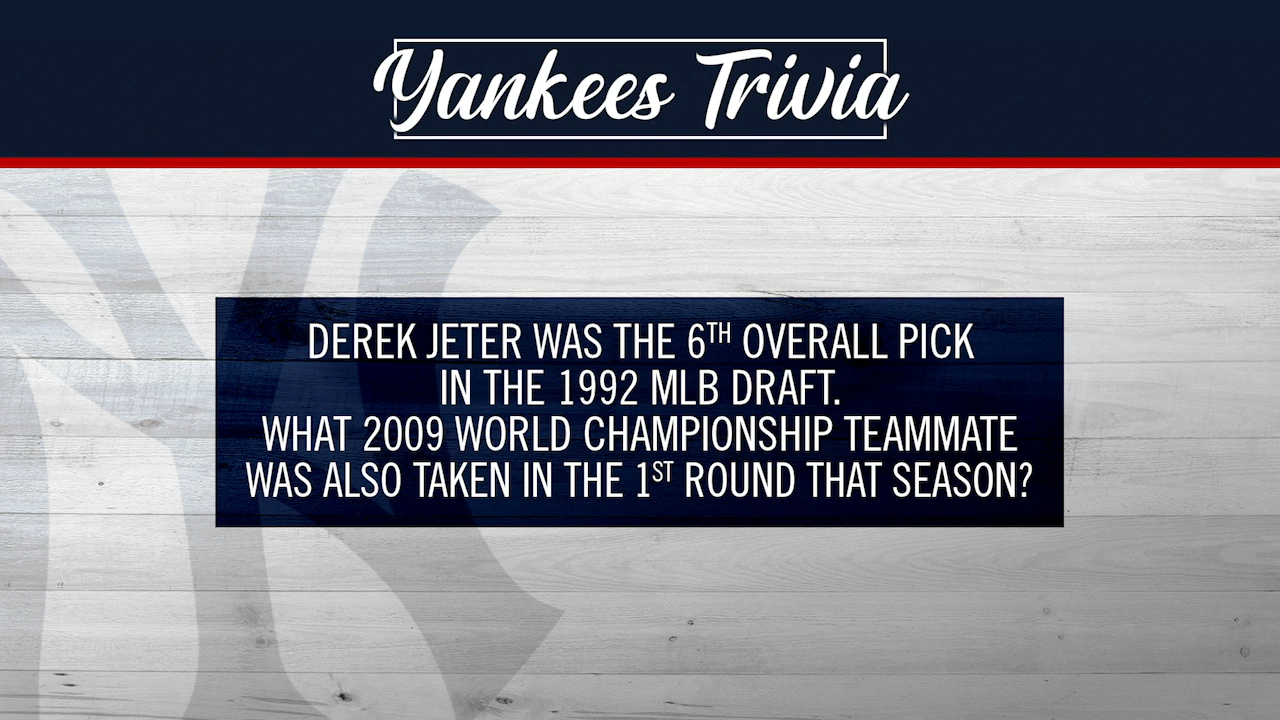 Yankees Trivia
DEREK JETER WAS THE 6TH OVERALL PICK
IN THE 1992 MLB DRAFT.
WHAT 2009 WORLD CHAMPIONSHIP TEAMMATE
WAS ALSO TAKEN IN THE 1ST ROUND THAT SEASON?